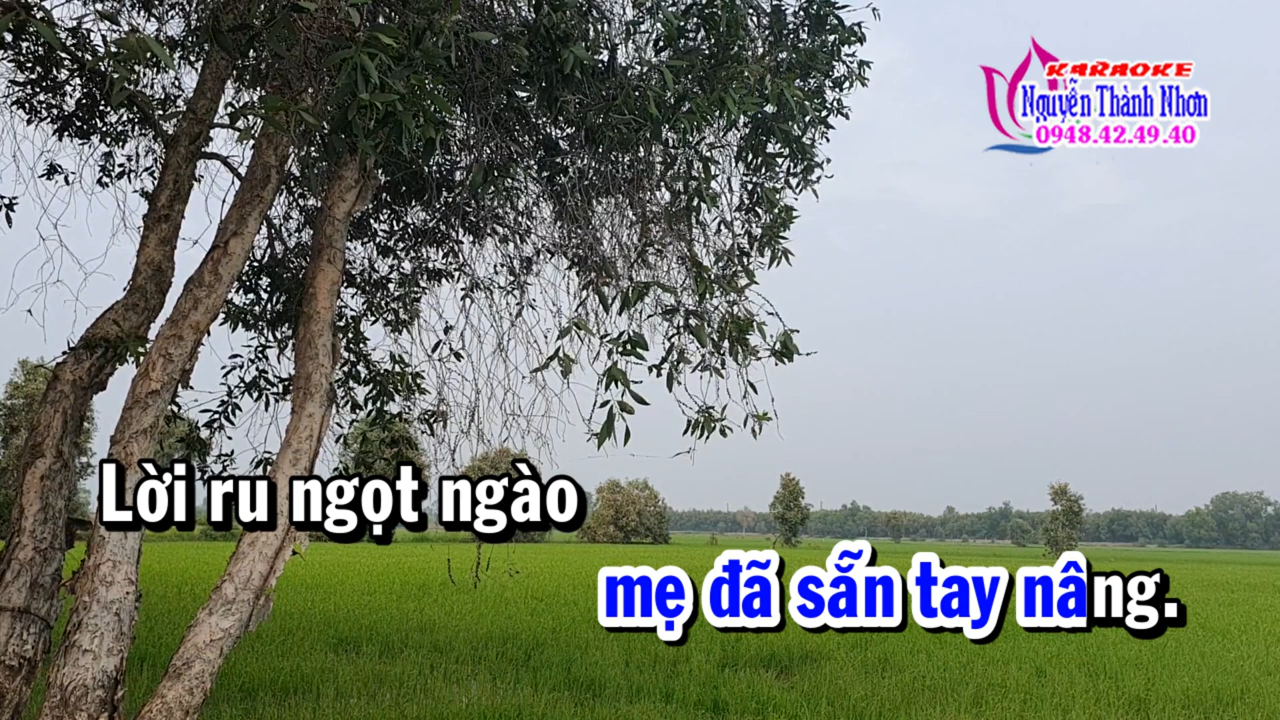 KARAOKE
Nguyễn Thành Nhơn
0948.42.49.40
Lời ru ngọt ngào
mẹ đã sẵn tay nâng.